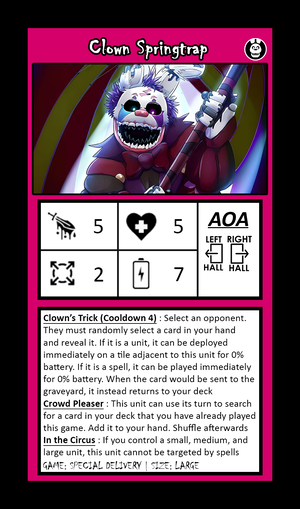 Clown Springtrap
5
5
AOA
LEFT RIGHT
HALL HALL
2
7
Clown's Trick (Cooldown 4) : Select an opponent.
They must randomly select a card in your hand
and reveal it. If it is a unit, it can be deployed
immediately on a tile adjacent to this unit for 0%
battery. If it is a spell, it can be played immediately
for 0% battery. When the card would be sent to the
graveyard, it instead returns to your deck
Crowd Pleaser : This unit can use its turn to search
for a card in your deck that you have already played
this game. Add it to your hand. Shuffle afterwards
In the Circus : If you control a small, medium, and
large unit, this unit cannot be targeted by spells
GAME: SPECIAL DELIVERY | SIZE: LARGE